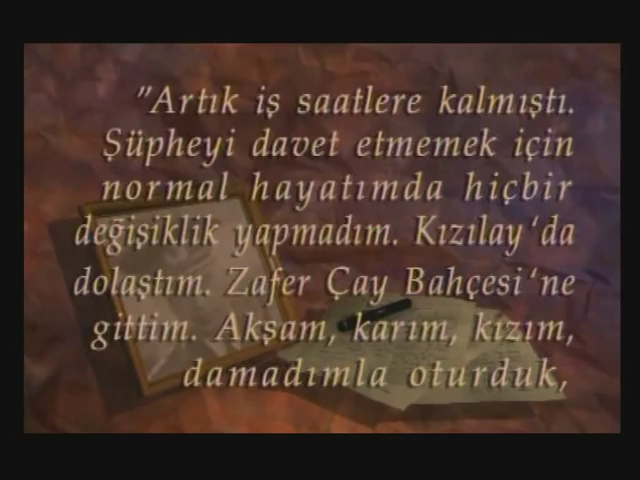 "Artık iş saatlere kalmıştı.
Şüpheyi davet etmemek için
normal hayatımda hiçbir
değişiklik yapmadım. Kızılay'da
dolaştım. Zafer Çay Bahçesi'ne
gittim. Akşam, karım, kızım,
damadımla oturduk,